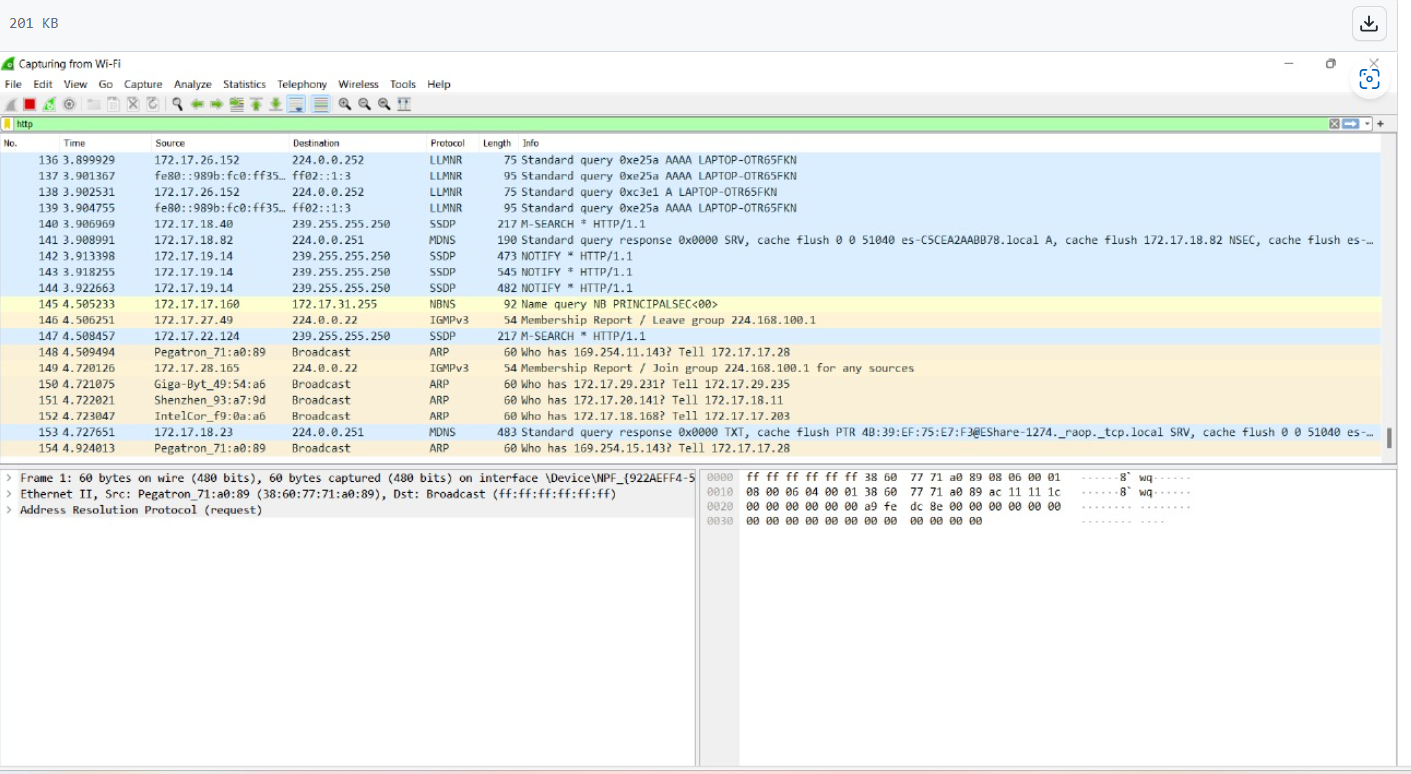 201 KB
Capturing from Wi-Fi
File Edit View Go Capture Analyze Statistics Telephony Wireless Tools Help
http
No. Time Source Destination Protocol Length Info
136 3.899929 172.17.26.152 224.0.0.252 LLMNR 75 Standard query 0xe25a AAAA LAPTOP-OTR65FKN
137 3.901367 fe80::989b:fc0:ff35… ff02::1:3 LLMNR 95 Standard query 0xe25a AAAA LAPTOP-OTR65FKN
138 3.902531 172.17.26.152 224.0.0.252 LLMNR 75 Standard query 0xc3e1 A LAPTOP-OTR65FKN
139 3.904755 fe80::989b:fc0:ff35… ff02::1:3 LLMNR 95 Standard query 0xe25a AAAA LAPTOP-OTR65FKN
140 3.906969 172.17.18.40 239.255.255.250 SSDP 217 M-SEARCH * HTTP/1.1
141 3.908991 172.17.18.82 224.0.0.251 MDNS 190 Standard query response 0x0000 SRV, cache flush 0 0 51040 es-C5CEA2AABB78.local A, cache flush 172.17.18.82 NSEC, cache flush es-…
142 3.913398 172.17.19.14 239.255.255.250 SSDP 473 NOTIFY * HTTP/1.1
143 3.918255 172.17.19.14 239.255.255.250 SSDP 545 NOTIFY * HTTP/1.1
144 3.922663 172.17.19.14 239.255.255.250 SSDP 482 NOTIFY * HTTP/1.1
145 4.505233 172.17.17.160 172.17.31.255 NBNS 92 Name query NB PRINCIPALSEC<00>
146 4.506251 172.17.27.49 224.0.0.22 IGMPv3 54 Membership Report / Leave group 224.168.100.1
147 4.508457 172.17.22.124 239.255.255.250 SSDP 217 M-SEARCH * HTTP/1.1
148 4.509494 Pegatron_71:a0:89 Broadcast ARP 60 Who has 169.254.11.143? Tell 172.17.17.28
149 4.720126 172.17.28.165 224.0.0.22 IGMPv3 54 Membership Report / Join group 224.168.100.1 for any sources
150 4.721075 Giga-Byt_49:54:a6 Broadcast ARP 60 Who has 172.17.29.231? Tell 172.17.29.235
151 4.722021 Shenzhen_93:a7:9d Broadcast ARP 60 Who has 172.17.20.141? Tell 172.17.18.11
152 4.723047 IntelCor_f9:0a:a6 Broadcast ARP 60 Who has 172.17.18.168? Tell 172.17.17.203
153 4.727651 172.17.18.23 224.0.0.251 MDNS 483 Standard query response 0x0000 TXT, cache flush PTR 4B:39:EF:75:E7:F3@EShare-1274._raop._tcp.local SRV, cache flush 0 0 51040 es-…
154 4.924013 Pegatron_71:a0:89 Broadcast ARP 60 Who has 169.254.15.143? Tell 172.17.17.28
Frame 1: 60 bytes on wire (480 bits), 60 bytes captured (480 bits) on interface \Device\NPF_{922AEFF4-5
Ethernet II, Src: Pegatron_71:a0:89 (38:60:77:71:a0:89), Dst: Broadcast (ff:ff:ff:ff:ff:ff)
Address Resolution Protocol (request)
0000 ff ff ff ff ff ff 38 60 77 71 a0 89 08 06 00 01 ······8` wq······
0010 08 00 06 04 00 01 38 60 77 71 a0 89 ac 11 11 1c ······8` wq······
0020 00 00 00 00 00 00 a9 fe dc 8e 00 00 00 00 00 00 ········ ········
0030 00 00 00 00 00 00 00 00 00 00 00 00 ········ ····